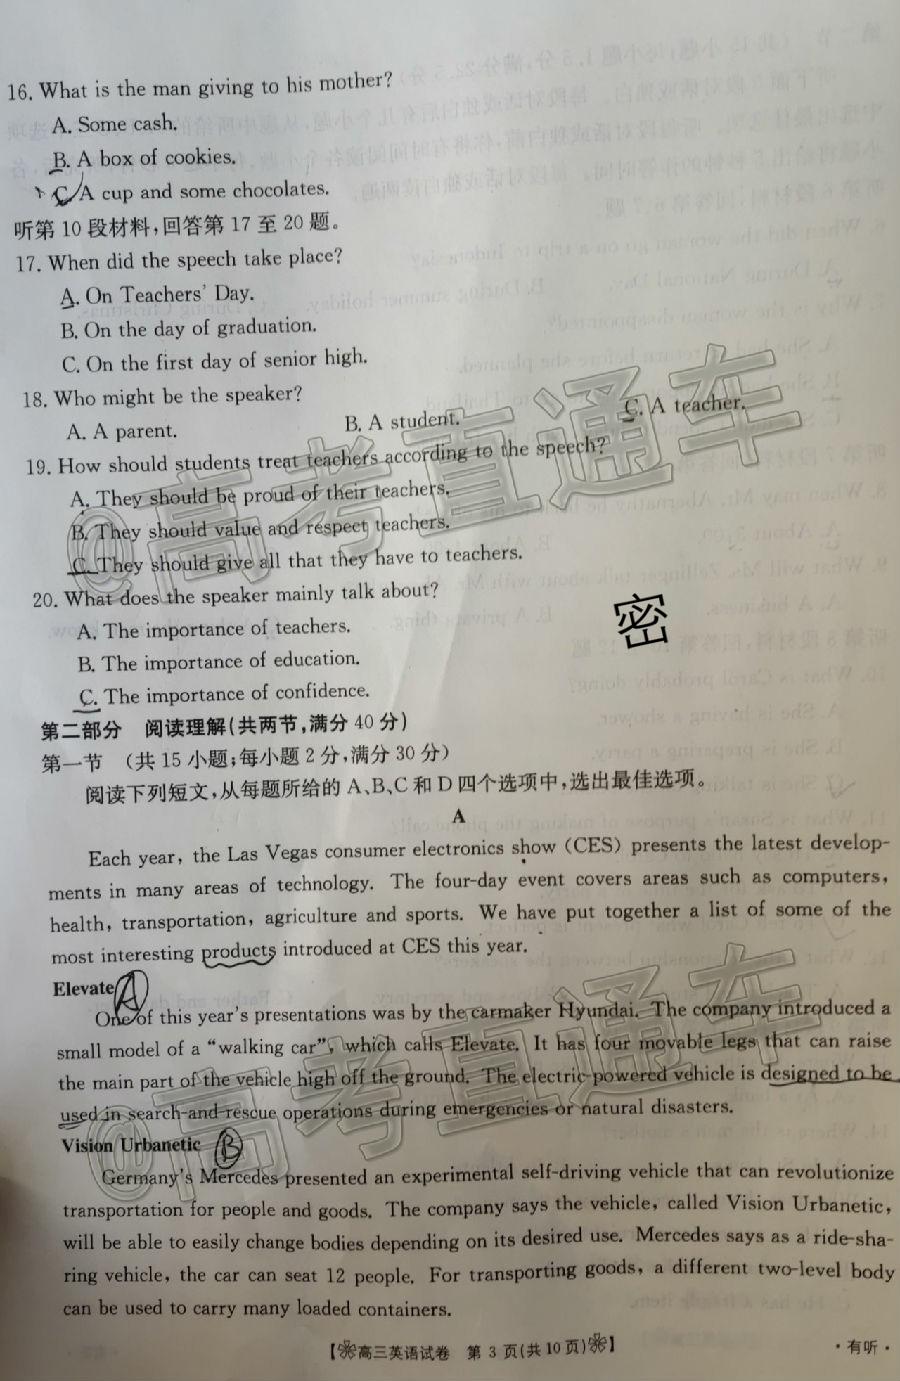 16. What is the man giving to his mother?
A. Some cash.
B. A box of cookies.
C. A cup and some chocolates.
听第 10 段材料,回答第 17 至 20 题。
17. When did the speech take place?
A. On Teachers' Day.
B. On the day of graduation.
C. On the first day of senior high.
18. Who might be the speaker?
A. A parent. B. A student. C. A teacher.
19. How should students treat teachers according to the speech?
A. They should be proud of their teachers.
B. They should value and respect teachers.
C. They should give all that they have to teachers.
20. What does the speaker mainly talk about?
A. The importance of teachers.
密
B. The importance of education.
C. The importance of confidence.
第二部分 阅读理解(共两节,满分 40 分)
第一节 (共 15 小题;每小题 2 分,满分 30 分)
阅读下列短文,从每题所给的 A、B、C 和 D 四个选项中,选出最佳选项。
A
Each year, the Las Vegas consumer electronics show (CES) presents the latest develop-
ments in many areas of technology. The four-day event covers areas such as computers,
health, transportation, agriculture and sports. We have put together a list of some of the
most interesting products introduced at CES this year.
Elevate A
One of this year's presentations was by the carmaker Hyundai. The company introduced a
small model of a “walking car”, which calls Elevate. It has four movable legs that can raise
the main part of the vehicle high off the ground. The electric-powered vehicle is designed to be
used in search-and-rescue operations during emergencies or natural disasters.
Vision Urbanetic B
Germany's Mercedes presented an experimental self-driving vehicle that can revolutionize
transportation for people and goods. The company says the vehicle, called Vision Urbanetic,
will be able to easily change bodies depending on its desired use. Mercedes says as a ride-sha-
ring vehicle, the car can seat 12 people. For transporting goods, a different two-level body
can be used to carry many loaded containers.
【高三英语试卷 第 3 页(共 10 页)】 ·有听·
@高考直通车
@高考直通车